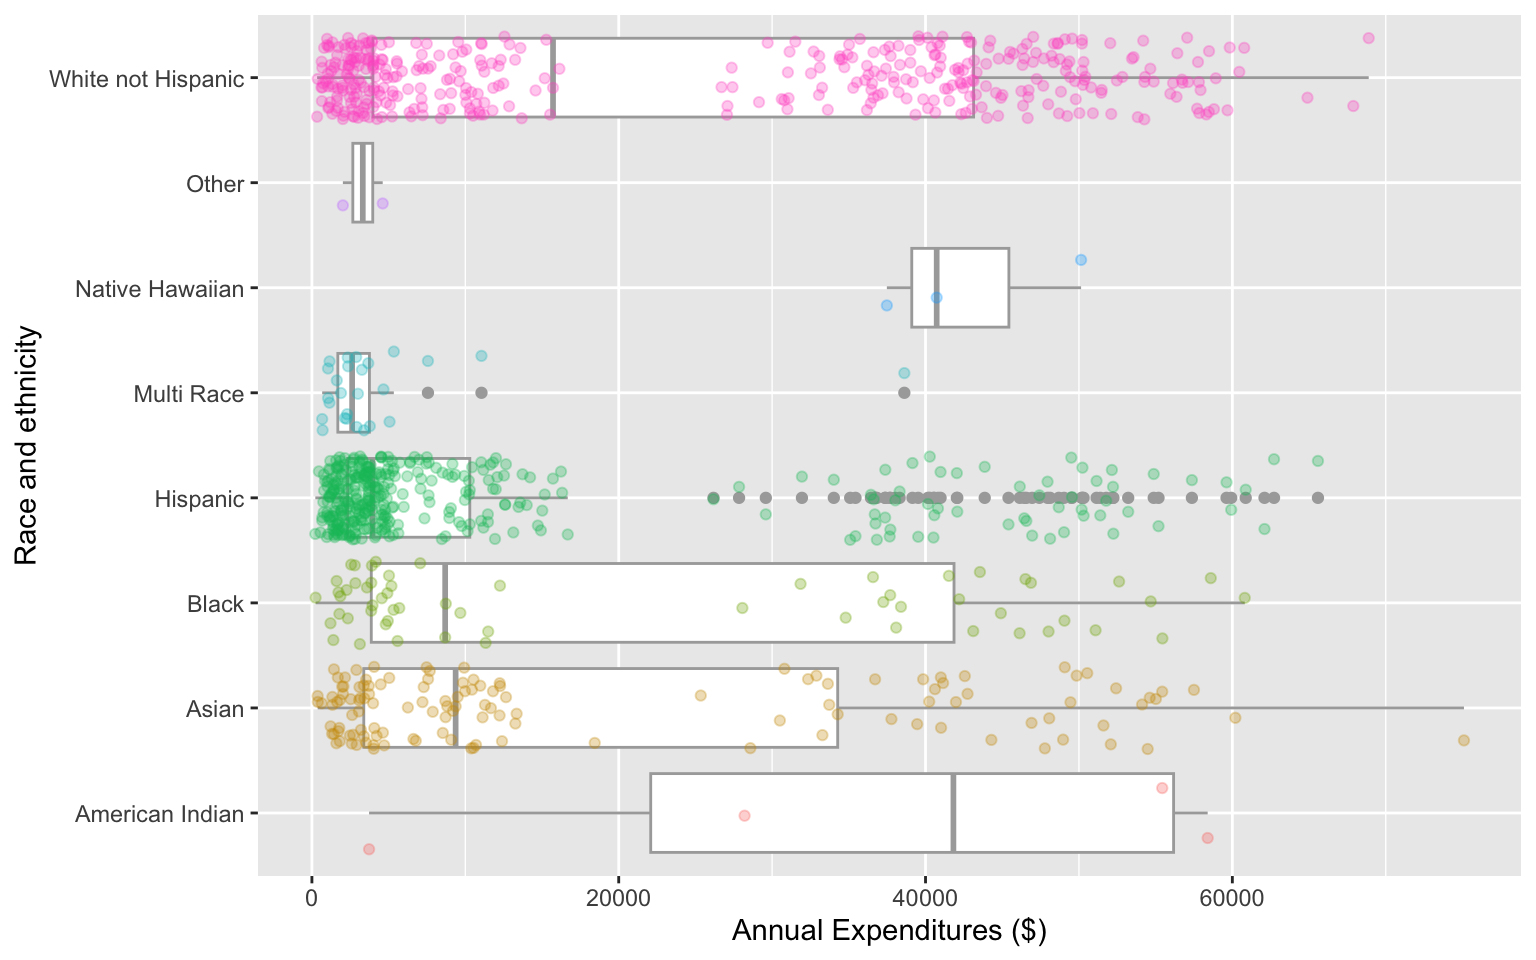 Race and ethnicity
White not Hispanic
Other
Native Hawaiian
Multi Race
Hispanic
Black
Asian
American Indian
0 20000 40000 60000
Annual Expenditures ($)